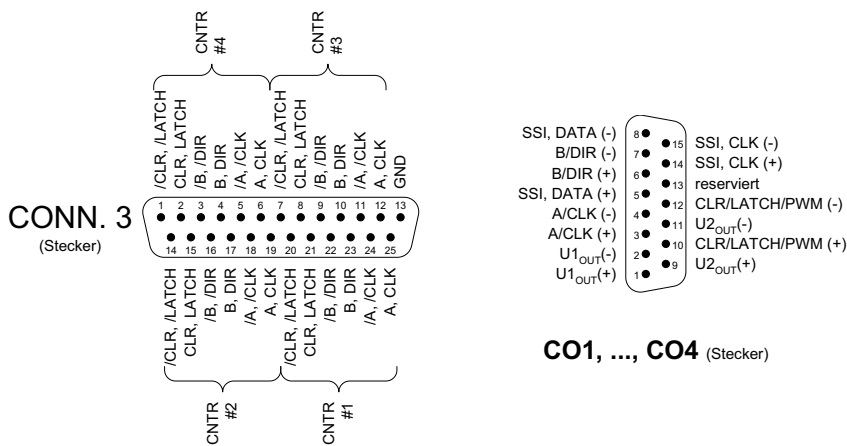 CNTR
#4
CNTR
#3
/CLR, /LATCH
CLR, LATCH
/B, /DIR
B, DIR
/A, /CLK
A, CLK
/CLR, /LATCH
CLR, LATCH
/B, /DIR
B, DIR
/A, /CLK
A, CLK
GND
CONN. 3
(Stecker)
1 2 3 4 5 6 7 8 9 10 11 12 13
14 15 16 17 18 19 20 21 22 23 24 25
/CLR, /LATCH
CLR, LATCH
/B, /DIR
B, DIR
/A, /CLK
A, CLK
/CLR, /LATCH
CLR, LATCH
/B, /DIR
B, DIR
/A, /CLK
A, CLK
CNTR
#2
CNTR
#1
SSI, DATA (-) 8
B/DIR (-) 7
B/DIR (+) 6
SSI, DATA (+) 5
A/CLK (-) 4
A/CLK (+) 3
U1OUT(-) 2
U1OUT(+) 1
15 SSI, CLK (-)
14 SSI, CLK (+)
13 reserviert
12 CLR/LATCH/PWM (-)
11 U2OUT(-)
10 CLR/LATCH/PWM (+)
9 U2OUT(+)
CO1, ..., CO4 (Stecker)